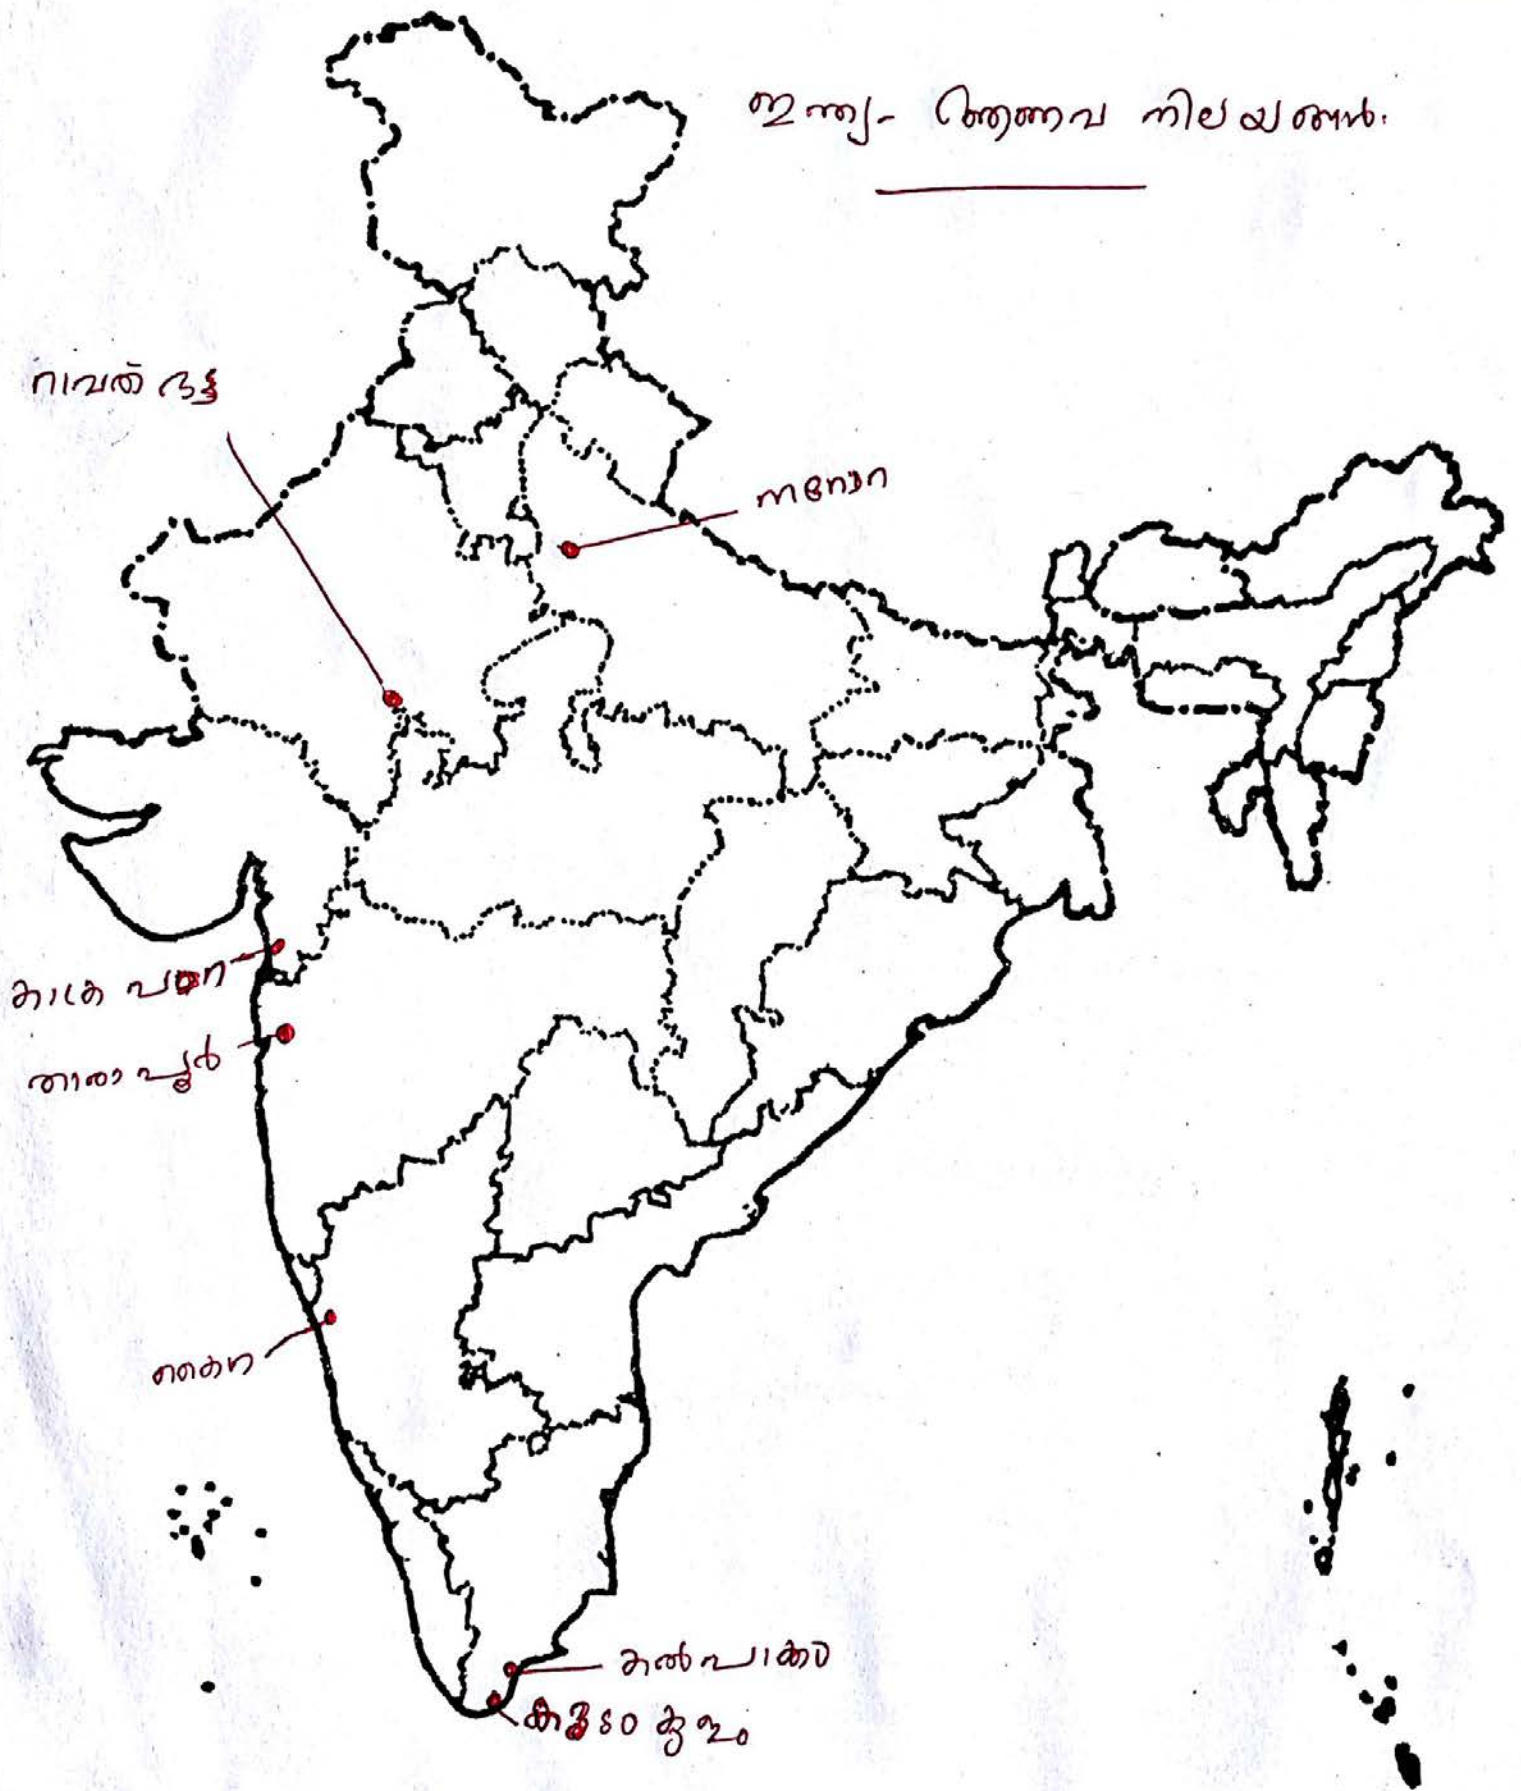 ഇന്ത്യ- ആണവ നിലയങ്ങൾ.
റാവത് ഭട്ട
നറോറ
കാക്രപാറ
താരാപ്പൂർ
കൈഗ
കൽപാക്കം
കൂടംകുളം